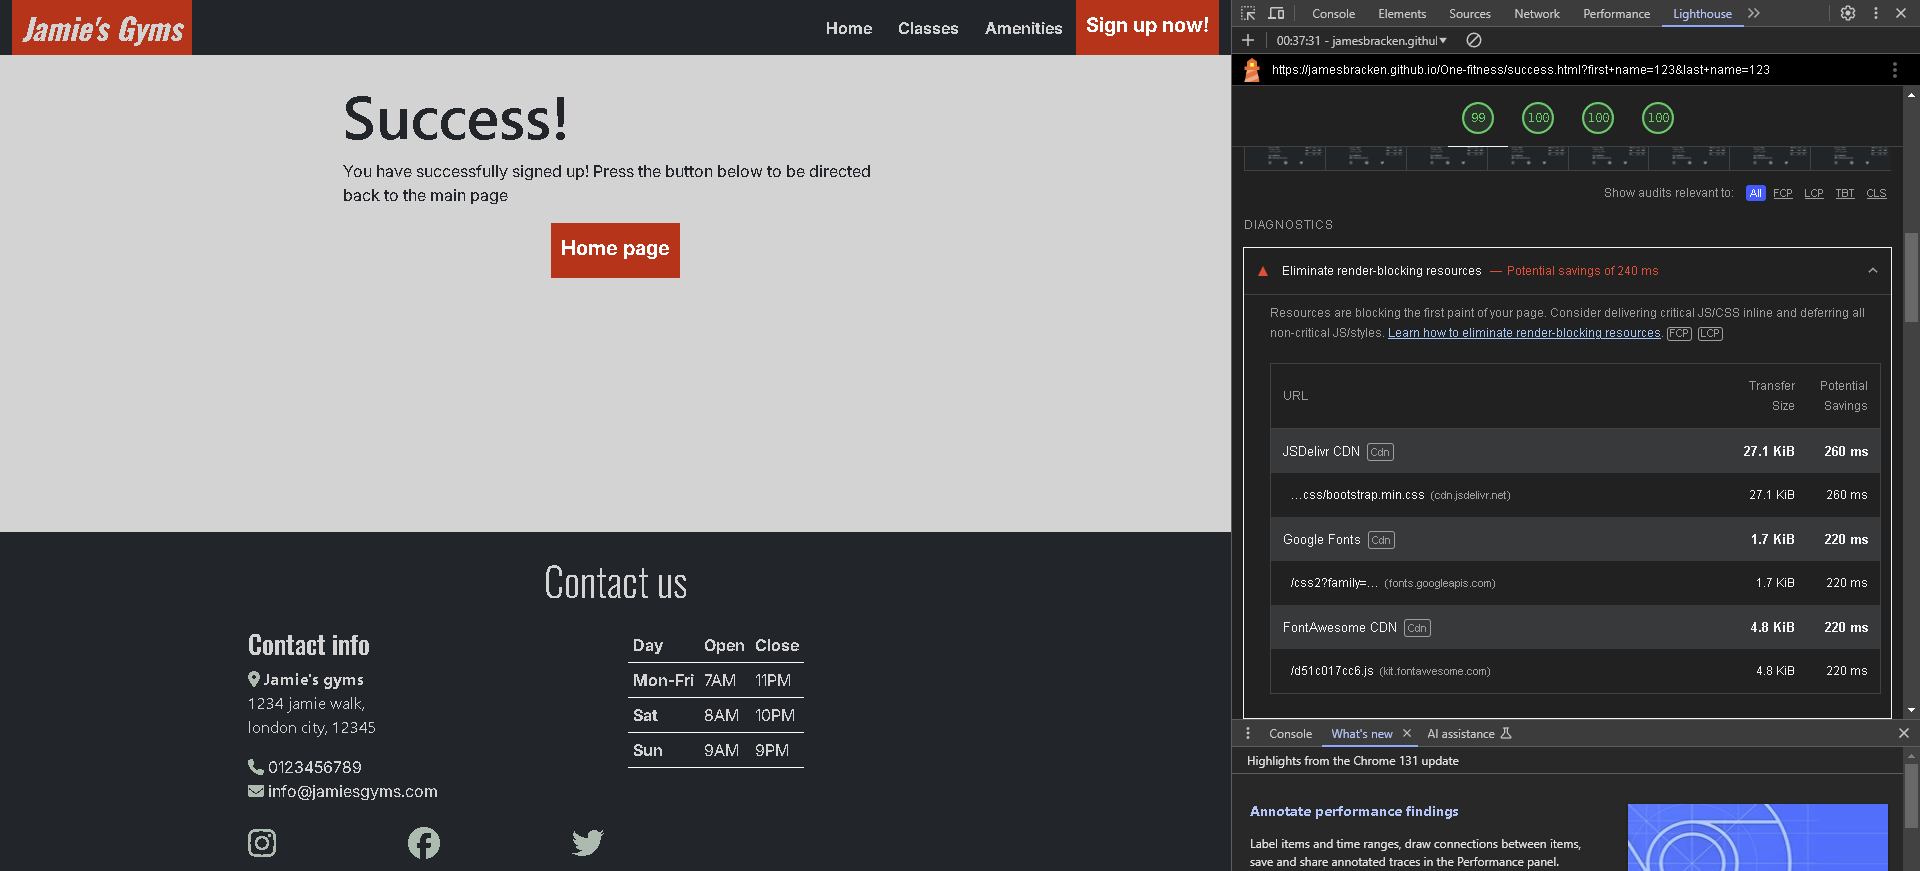 Jamie's Gyms
Home Classes Amenities Sign up now!
Success!
You have successfully signed up! Press the button below to be directed
back to the main page
Home page
Contact us
Contact info
Jamie's gyms
1234 jamie walk,
london city, 12345
0123456789
info@jamiesgyms.com
Day Open Close
Mon-Fri 7AM 11PM
Sat 8AM 10PM
Sun 9AM 9PM
Console Elements Sources Network Performance Lighthouse
00:37:31 - jamesbracken.githul
https://jamesbracken.github.io/One-fitness/success.html?first+name=123&last+name=123
99 100 100 100
Show audits relevant to: All FCP LCP TBT CLS
DIAGNOSTICS
Eliminate render-blocking resources — Potential savings of 240 ms
Resources are blocking the first paint of your page. Consider delivering critical JS/CSS inline and deferring all
non-critical JS/styles. Learn how to eliminate render-blocking resources. FCP LCP
URL Transfer Size Potential Savings
JSDelivr CDN Cdn 27.1 KiB 260 ms
…css/bootstrap.min.css (cdn.jsdelivr.net) 27.1 KiB 260 ms
Google Fonts Cdn 1.7 KiB 220 ms
/css2?family=… (fonts.googleapis.com) 1.7 KiB 220 ms
FontAwesome CDN Cdn 4.8 KiB 220 ms
/d51c017cc6.js (kit.fontawesome.com) 4.8 KiB 220 ms
Console What's new AI assistance
Highlights from the Chrome 131 update
Annotate performance findings
Label items and time ranges, draw connections between items,
save and share annotated traces in the Performance panel.